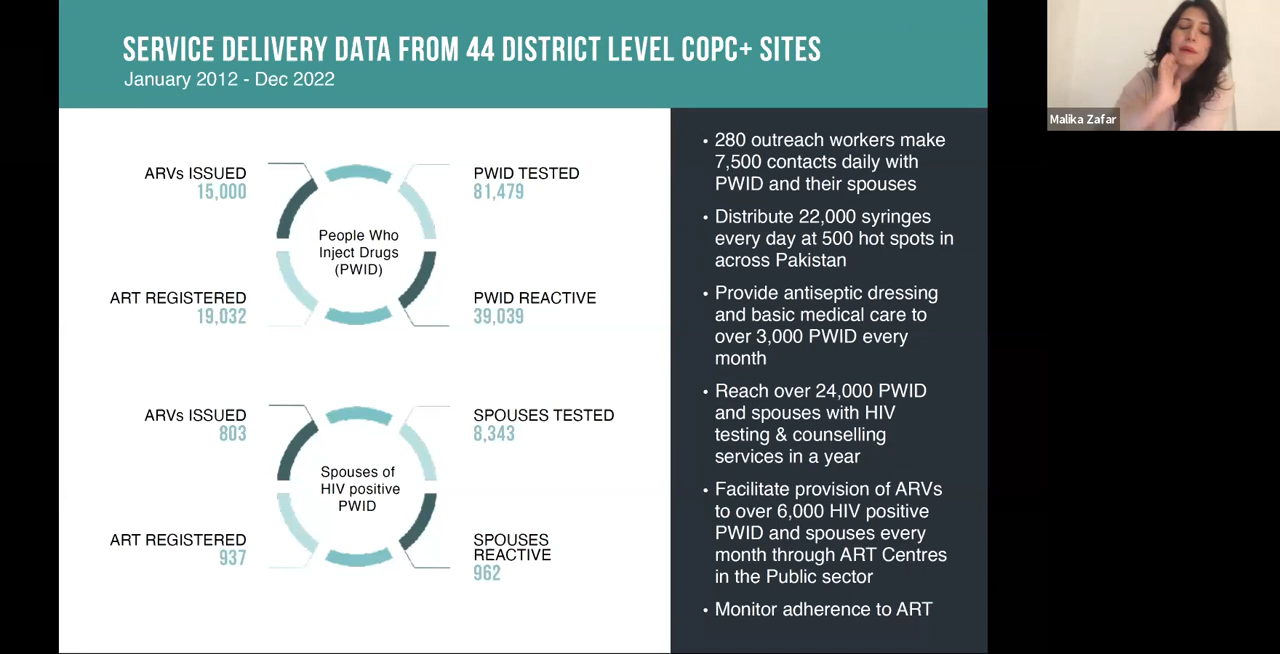 SERVICE DELIVERY DATA FROM 44 DISTRICT LEVEL COPC+ SITES
January 2012 - Dec 2022
ARVs ISSUED
15,000
PWID TESTED
81,479
People Who
Inject Drugs
(PWID)
ART REGISTERED
19,032
PWID REACTIVE
39,039
ARVs ISSUED
803
SPOUSES TESTED
8,343
Spouses of
HIV positive
PWID
ART REGISTERED
937
SPOUSES
REACTIVE
962
• 280 outreach workers make
7,500 contacts daily with
PWID and their spouses
• Distribute 22,000 syringes
every day at 500 hot spots in
across Pakistan
• Provide antiseptic dressing
and basic medical care to
over 3,000 PWID every
month
• Reach over 24,000 PWID
and spouses with HIV
testing & counselling
services in a year
• Facilitate provision of ARVs
to over 6,000 HIV positive
PWID and spouses every
month through ART Centres
in the Public sector
• Monitor adherence to ART
Malika Zafar